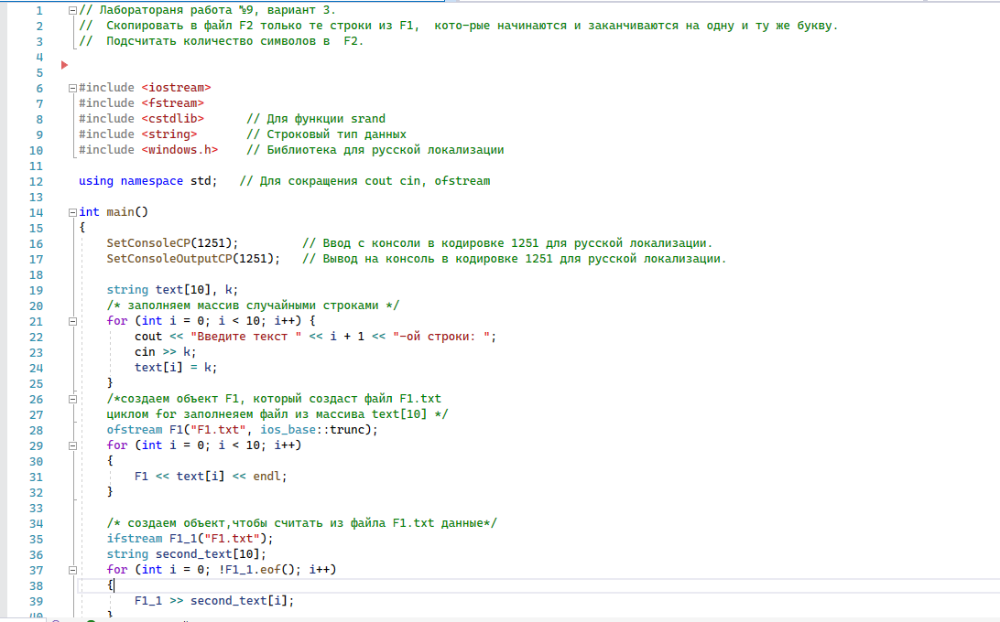 1 // Лаботораня работа №9, вариант 3.
2 // Скопировать в файл F2 только те строки из F1, кото-рые начинаются и заканчиваются на одну и ту же букву.
3 // Подсчитать количество символов в F2.
4
5
6 #include <iostream>
7 #include <fstream>
8 #include <cstdlib> // Для функции srand
9 #include <string> // Строковый тип данных
10 #include <windows.h> // Библиотека для русской локализации
11
12 using namespace std; // Для сокращения cout cin, ofstream
13
14 int main()
15 {
16 SetConsoleCP(1251); // Ввод с консоли в кодировке 1251 для русской локализации.
17 SetConsoleOutputCP(1251); // Вывод на консоль в кодировке 1251 для русской локализации.
18
19 string text[10], k;
20 /* заполняем массив случайными строками */
21 for (int i = 0; i < 10; i++) {
22 cout << "Введите текст " << i + 1 << "-ой строки: ";
23 cin >> k;
24 text[i] = k;
25 }
26 /*создаем объект F1, который создаст файл F1.txt
27 циклом for заполнеяем файл из массива text[10] */
28 ofstream F1("F1.txt", ios_base::trunc);
29 for (int i = 0; i < 10; i++)
30 {
31 F1 << text[i] << endl;
32 }
33
34 /* создаем объект,чтобы считать из файла F1.txt данные*/
35 ifstream F1_1("F1.txt");
36 string second_text[10];
37 for (int i = 0; !F1_1.eof(); i++)
38 {
39 F1_1 >> second_text[i];
40 }